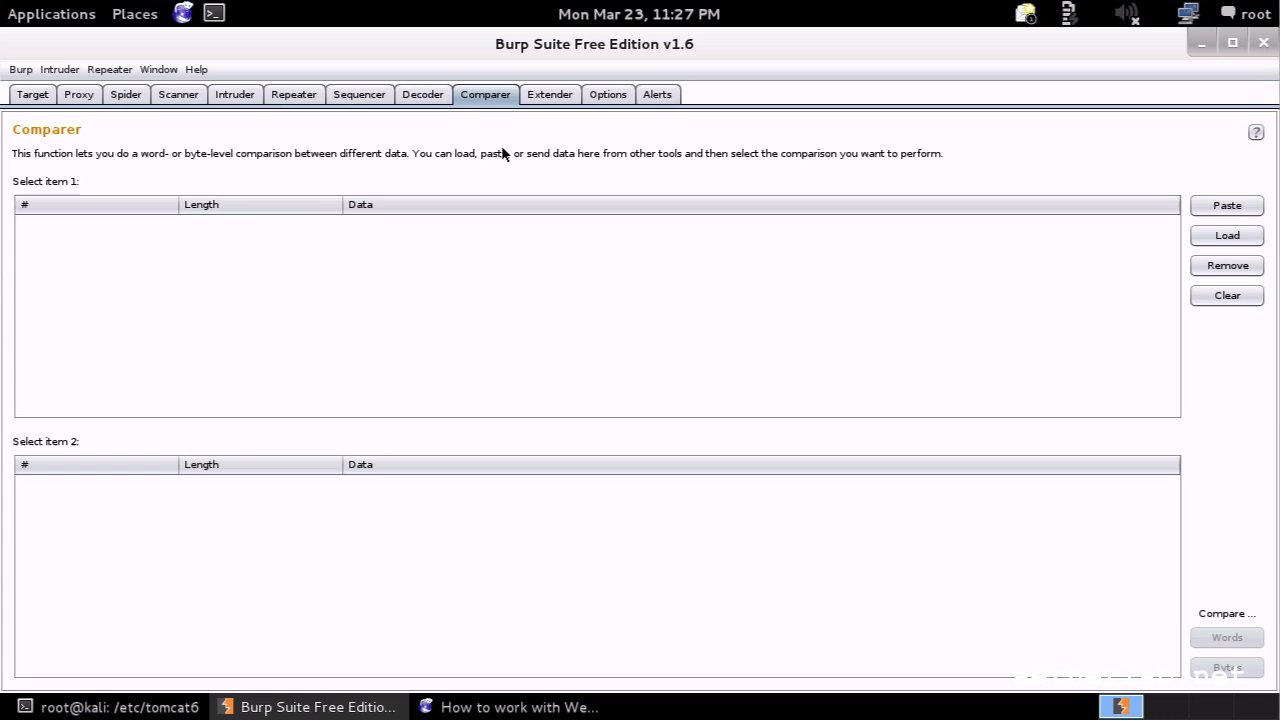 Applications Places Mon Mar 23, 11:27 PM root
Burp Suite Free Edition v1.6
Burp Intruder Repeater Window Help
Target Proxy Spider Scanner Intruder Repeater Sequencer Decoder Comparer Extender Options Alerts
Comparer
?
This function lets you do a word- or byte-level comparison between different data. You can load, paste, or send data here from other tools and then select the comparison you want to perform.
Select item 1:
# Length Data
Paste
Load
Remove
Clear
Select item 2:
# Length Data
Compare ...
Words
Bytes
root@kali: /etc/tomcat6 Burp Suite Free Editio... How to work with We...